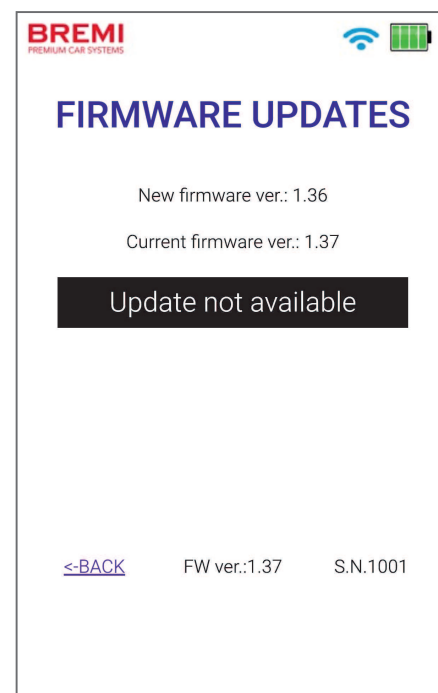 BREMI
PREMIUM CAR SYSTEMS
FIRMWARE UPDATES
New firmware ver.: 1.36
Current firmware ver.: 1.37
Update not available
<-BACK FW ver.:1.37 S.N.1001